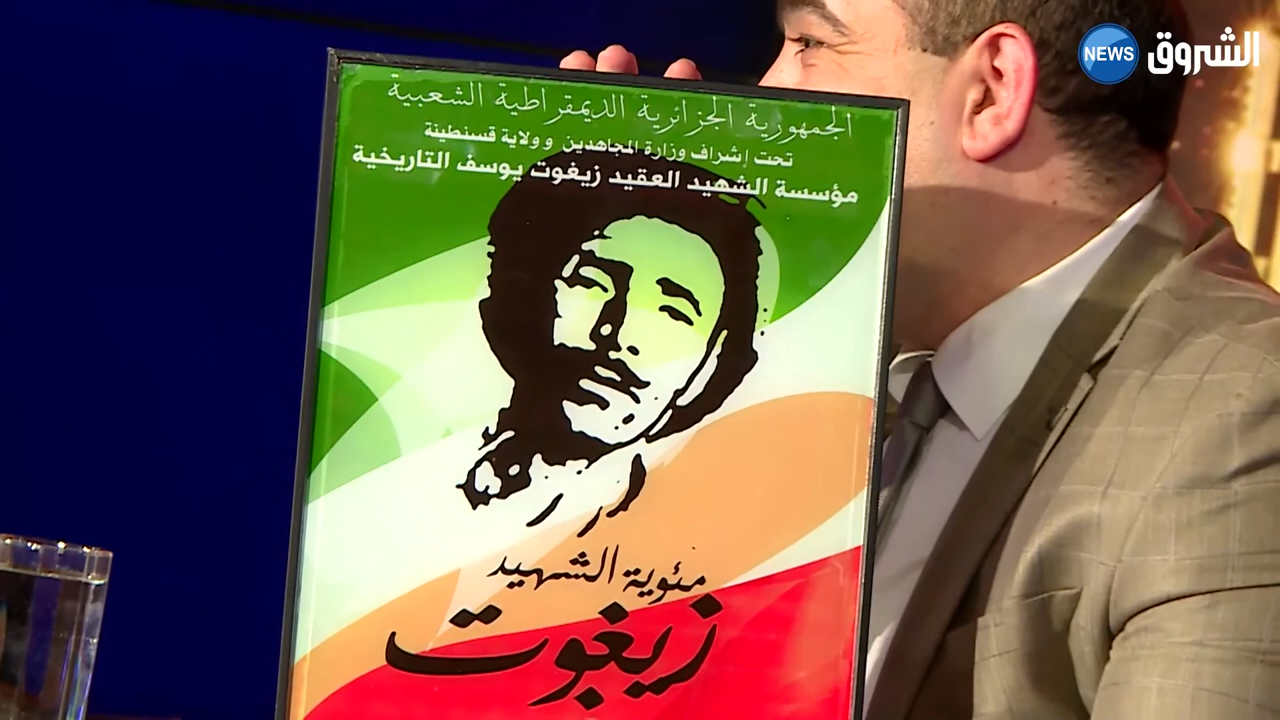 NEWS الشروق
الجمهورية الجزائرية الديمقراطية الشعبية
تحت إشراف وزارة المجاهدين وولاية قسنطينة
مؤسسة الشهيد العقيد زيغوت يوسف التاريخية
مئوية الشهيد
زيغوت